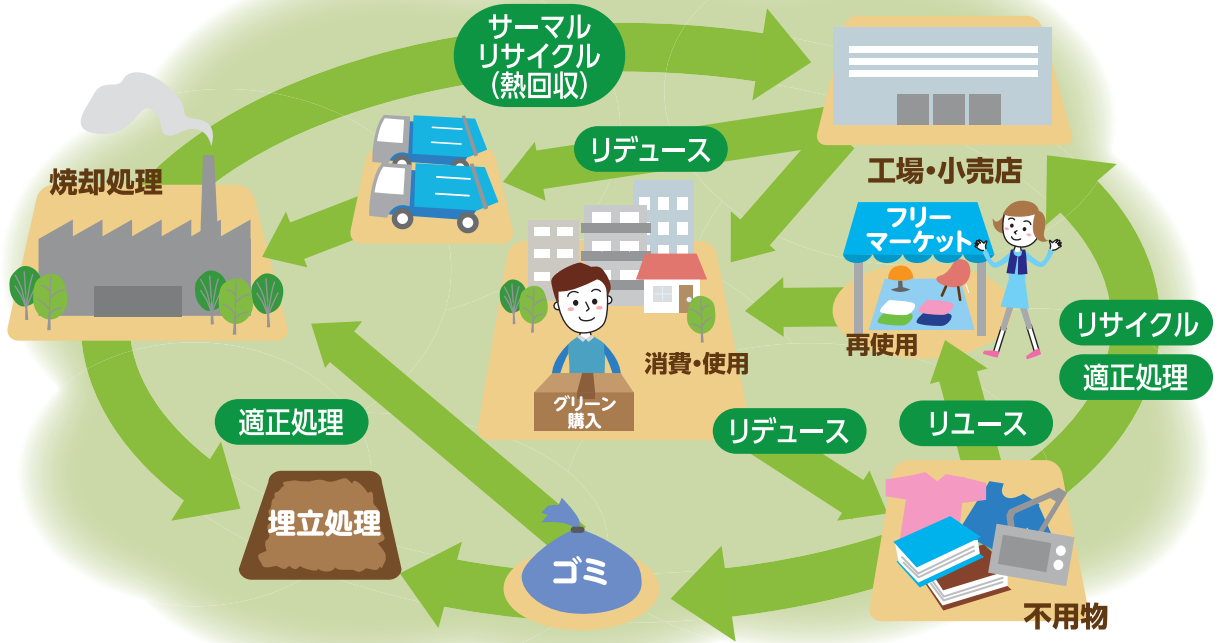 サーマル
リサイクル
(熱回収)
リデュース
焼却処理
工場・小売店
フリー
マーケット
再使用
リサイクル
適正処理
消費・使用
グリーン
購入
適正処理
リデュース
リユース
埋立処理
ゴミ
不用物